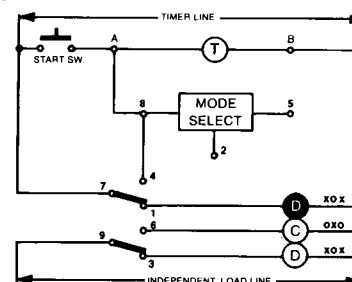 TIMER LINE
A
B
T
START SW.
8
MODE
SELECT
5
2
4
7
1
D
XOX
6
C
OXO
9
3
D
XOX
INDEPENDENT LOAD LINE